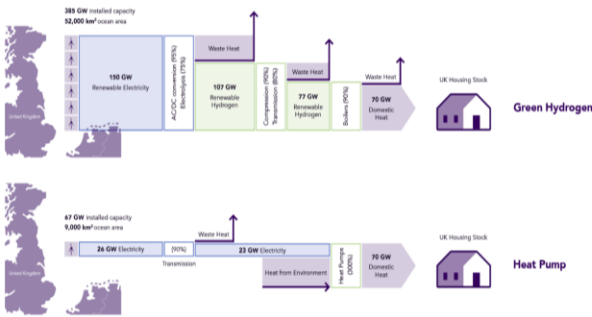 385 GW installed capacity
52,000 km² ocean area
150 GW
Renewable Electricity
AC/DC conversion (95%)
Electrolysis (75%)
Waste Heat
107 GW
Renewable
Hydrogen
Compression (90%)
Transmission (80%)
Waste Heat
77 GW
Renewable
Hydrogen
Boilers (90%)
Waste Heat
70 GW
Domestic
Heat
UK Housing Stock
Green Hydrogen
United Kingdom
67 GW installed capacity
9,000 km² ocean area
26 GW Electricity
(90%)
Transmission
Waste Heat
23 GW Electricity
Heat from Environment
Heat Pumps
(300%)
70 GW
Domestic
Heat
UK Housing Stock
Heat Pump
United Kingdom